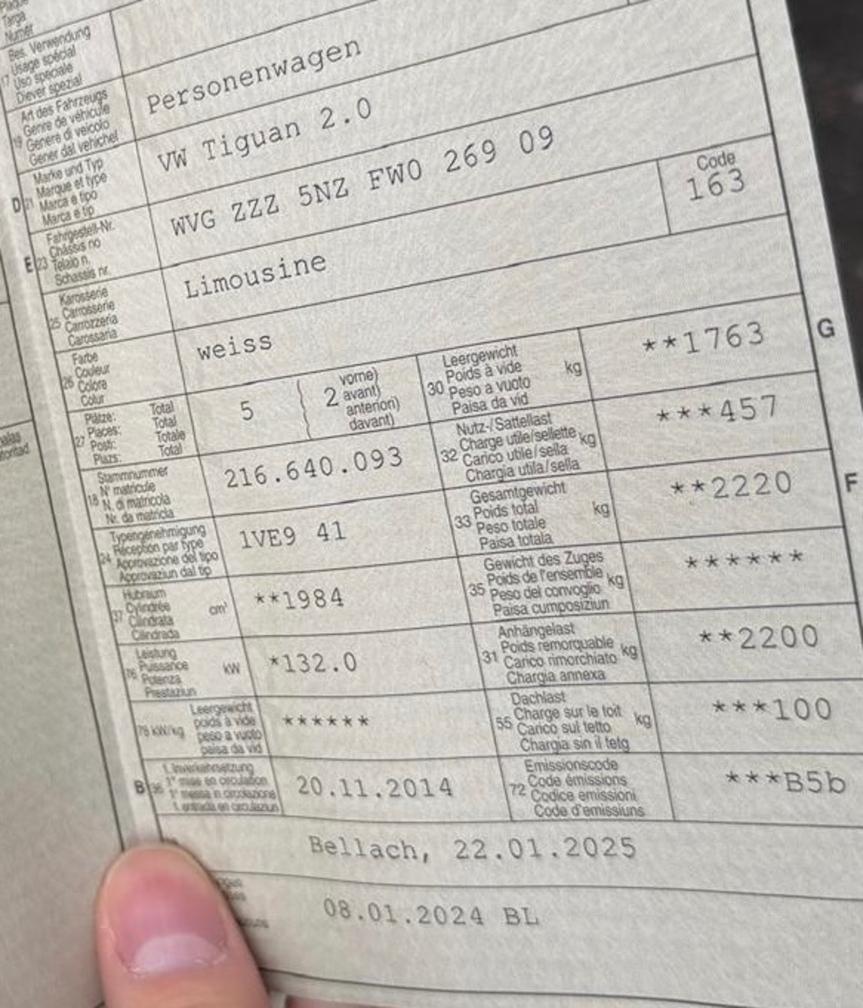 Plaque
Targa
Numer
17
Bes. Verwendung
Usage spécial
Uso speciale
Diever spezial
19
Art des Fahrzeugs
Genre de véhicule
Genere di veicolo
Gener dal vehichel
Personenwagen
D 21
Marke und Typ
Marque et type
Marca e tipo
Marca e tip
VW Tiguan 2.0
E 23
Fahrgestell-Nr.
Châssis no
Telaio n.
Schassis nr.
WVG ZZZ 5NZ FW0 269 09
25
Karosserie
Carrosserie
Carrozzeria
Carossaria
Limousine
Code
163
26
Farbe
Couleur
Colore
Colur
weiss
27
Plätze: Total
Places: Total
Posti: Totale
Plazs: Total
5
2
vorne)
avant)
anteriori)
davant)
30
Leergewicht
Poids à vide kg
Peso a vuoto
Paisa da vid
**1763
G
18
Stammnummer
N° matricule
N. di matricola
Nr. da matricla
216.640.093
32
Nutz-/Sattellast
Charge utile/sellette kg
Carico utile/sella
Chargia utila/sella
***457
24
Typengenehmigung
Réception par type
Approvazione del tipo
Approvaziun dal tip
1VE9 41
33
Gesamtgewicht
Poids total kg
Peso totale
Paisa totala
**2220
F
37
Hubraum
Cylindrée cm³
Cilindrata
Cilindrada
**1984
35
Gewicht des Zuges
Poids de l'ensemble kg
Peso del convoglio
Paisa cumposiziun
******
76
Leistung
Puissance kW
Potenza
Prestaziun
*132.0
31
Anhängelast
Poids remorquable kg
Carico rimorchiato
Chargia annexa
**2200
78 kW/kg
Leergewicht
poids à vide
peso a vuoto
paisa da vid
******
55
Dachlast
Charge sur le toit kg
Carico sul tetto
Chargia sin il tetg
***100
B 36
1. Inverkehrsetzung
1re mise en circulation
1a messa in circolazione
1. entrada en circulaziun
20.11.2014
72
Emissionscode
Code émissions
Codice emissioni
Code d'emissiuns
***B5b
Bellach, 22.01.2025
08.01.2024 BL